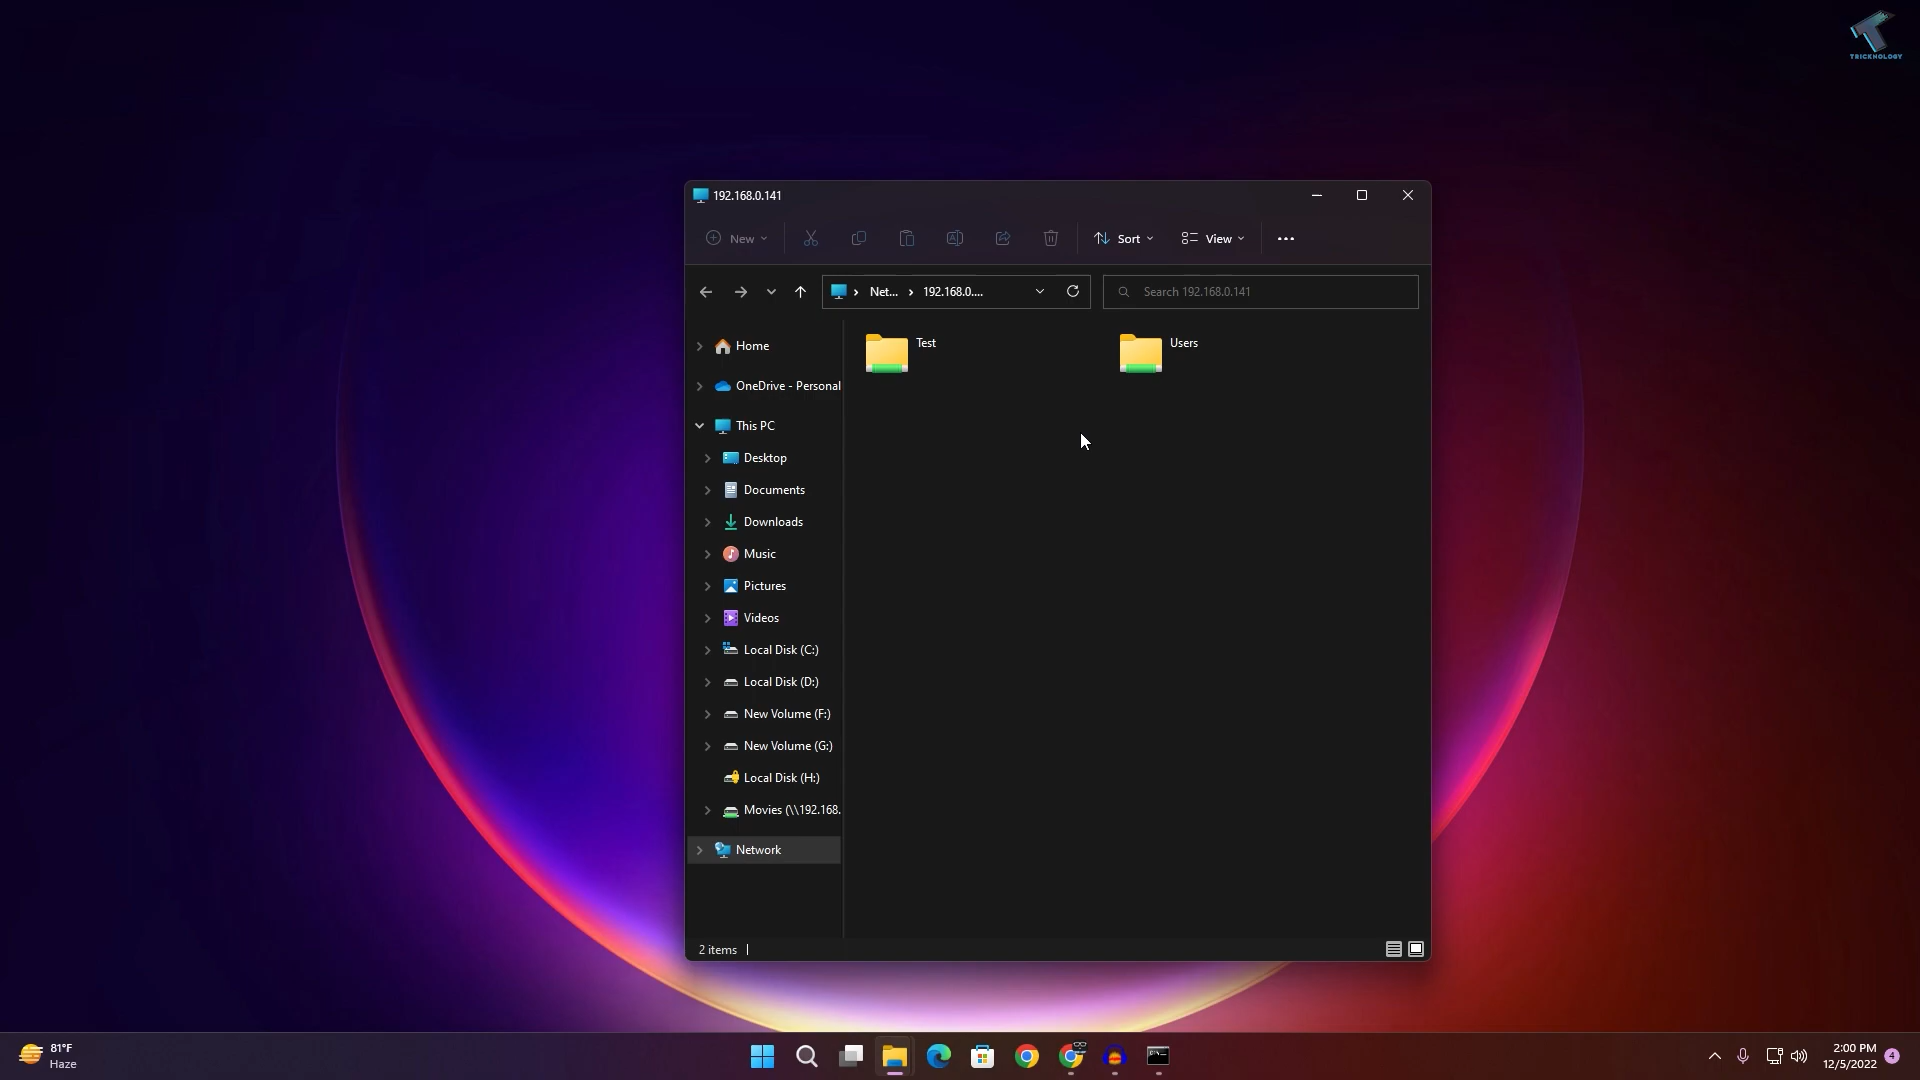 TRICKNOLOGY
192.168.0.141
New
Sort
View
Net...
192.168.0....
Search 192.168.0.141
Home
OneDrive - Personal
This PC
Desktop
Documents
Downloads
Music
Pictures
Videos
Local Disk (C:)
Local Disk (D:)
New Volume (F:)
New Volume (G:)
Local Disk (H:)
Movies (\\192.168.
Network
Test
Users
2 items
81°F
Haze
2:00 PM
12/5/2022
4